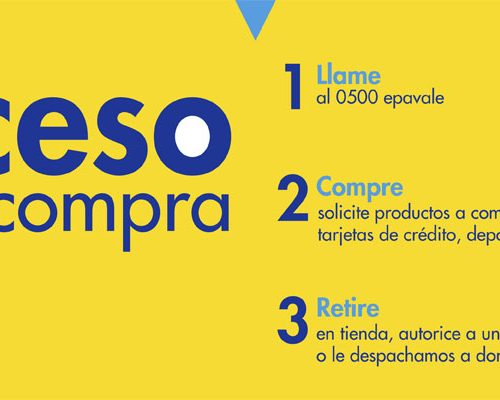 ceso
compra
1 Llame
al 0500 epavale
2 Compre
solicite productos a com
tarjetas de crédito, depo
3 Retire
en tienda, autorice a un
o le despachamos a dom